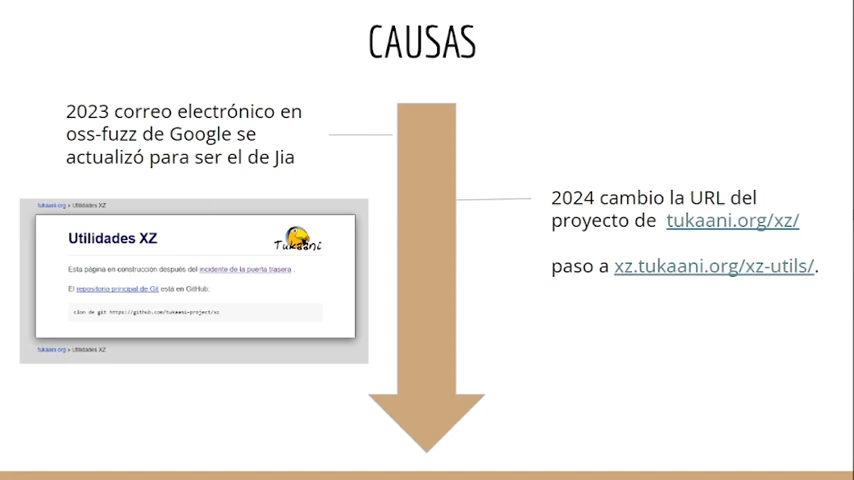 CAUSAS
2023 correo electrónico en
oss-fuzz de Google se
actualizó para ser el de Jia
2024 cambio la URL del
proyecto de tukaani.org/xz/
paso a xz.tukaani.org/xz-utils/.
tukaani.org » Utilidades XZ
Utilidades XZ
Tukaani
Esta página en construcción después del incidente de la puerta trasera .
El repositorio principal de Git está en GitHub:
clon de git https://github.com/tukaani-project/xz
tukaani.org » Utilidades XZ